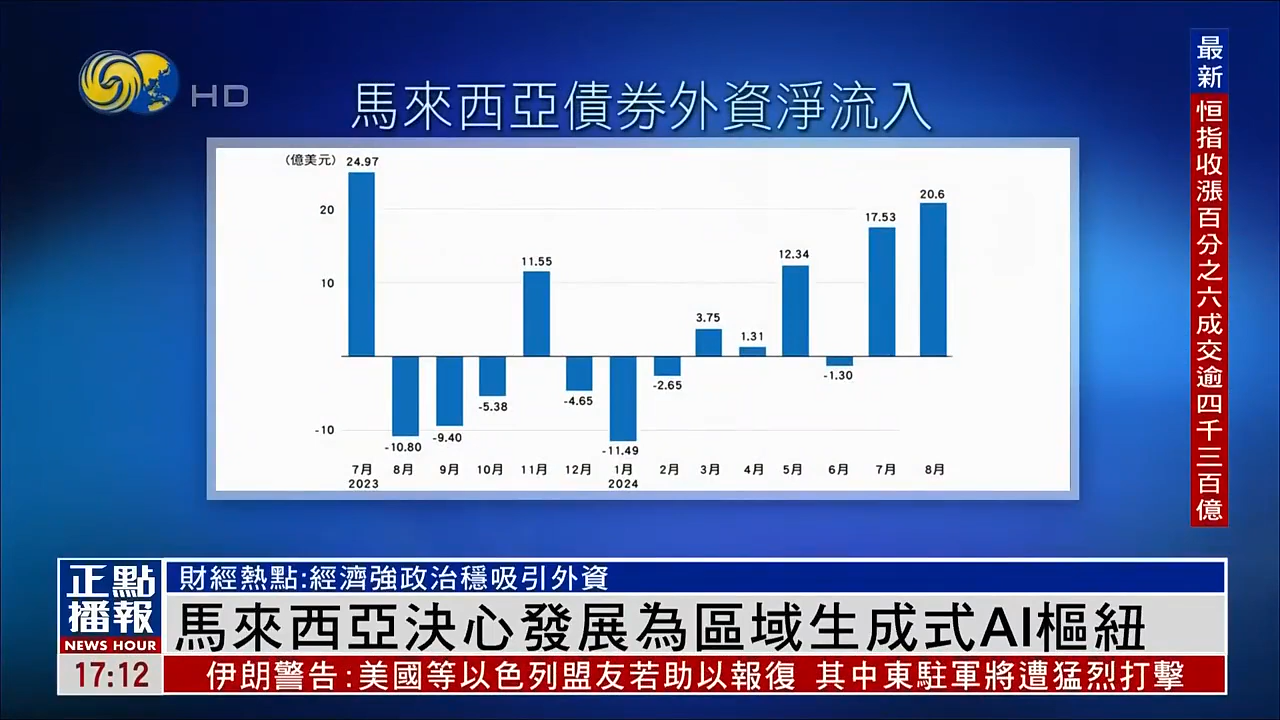 HD
馬來西亞債券外資淨流入
(億美元)
24.97
20
10
-10
-10.80
-9.40
-5.38
11.55
-4.65
-11.49
-2.65
3.75
1.31
12.34
-1.30
17.53
20.6
7月 8月 9月 10月 11月 12月 1月 2月 3月 4月 5月 6月 7月 8月
2023 2024
最新
恒指收漲百分之六成交逾四千三百億
正點
播報
NEWS HOUR
17:12
財經熱點:經濟強政治穩吸引外資
馬來西亞決心發展為區域生成式AI樞紐
伊朗警告:美國等以色列盟友若助以報復 其中東駐軍將遭猛烈打擊